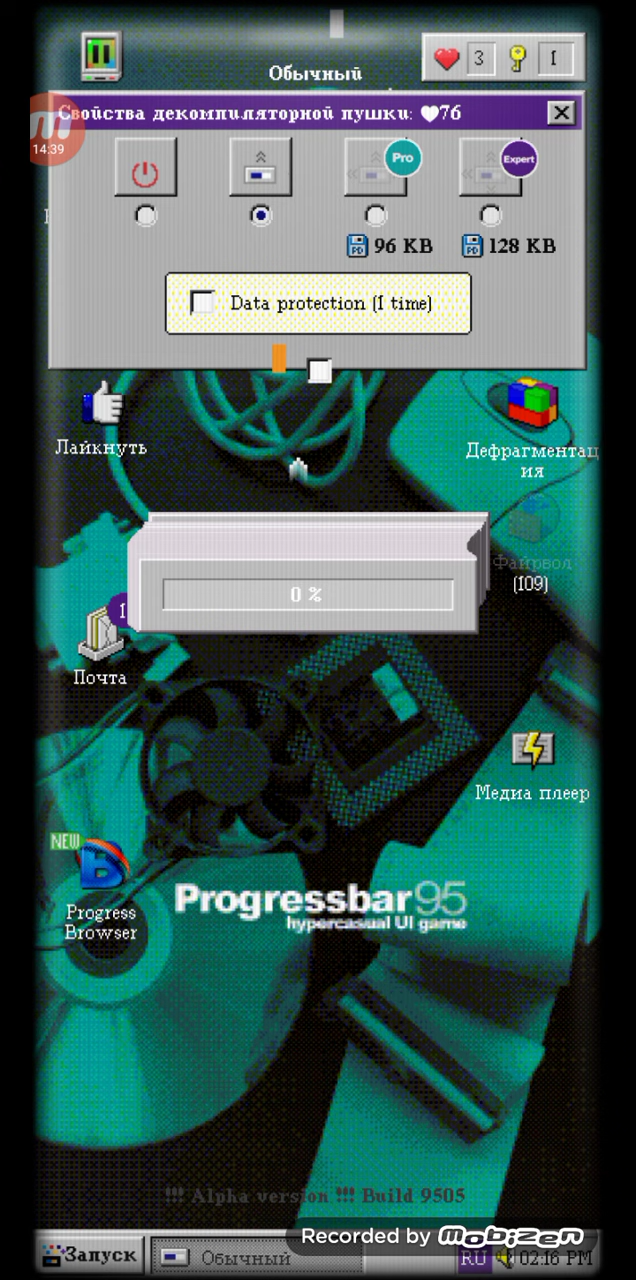 Обычный
3
1
Свойства декомпиляторной пушки: ♥76
14:39
Pro
Expert
96 KB
128 KB
Data protection (1 time)
Лайкнуть
Дефрагментац
ия
Файрвол
(109)
0 %
1
Почта
Медиа плеер
NEW
Progress
Browser
Progressbar95
hypercasual UI game
!!! Alpha version !!! Build 9505
Recorded by mobizen
Запуск
Обычный
RU
02:16 PM